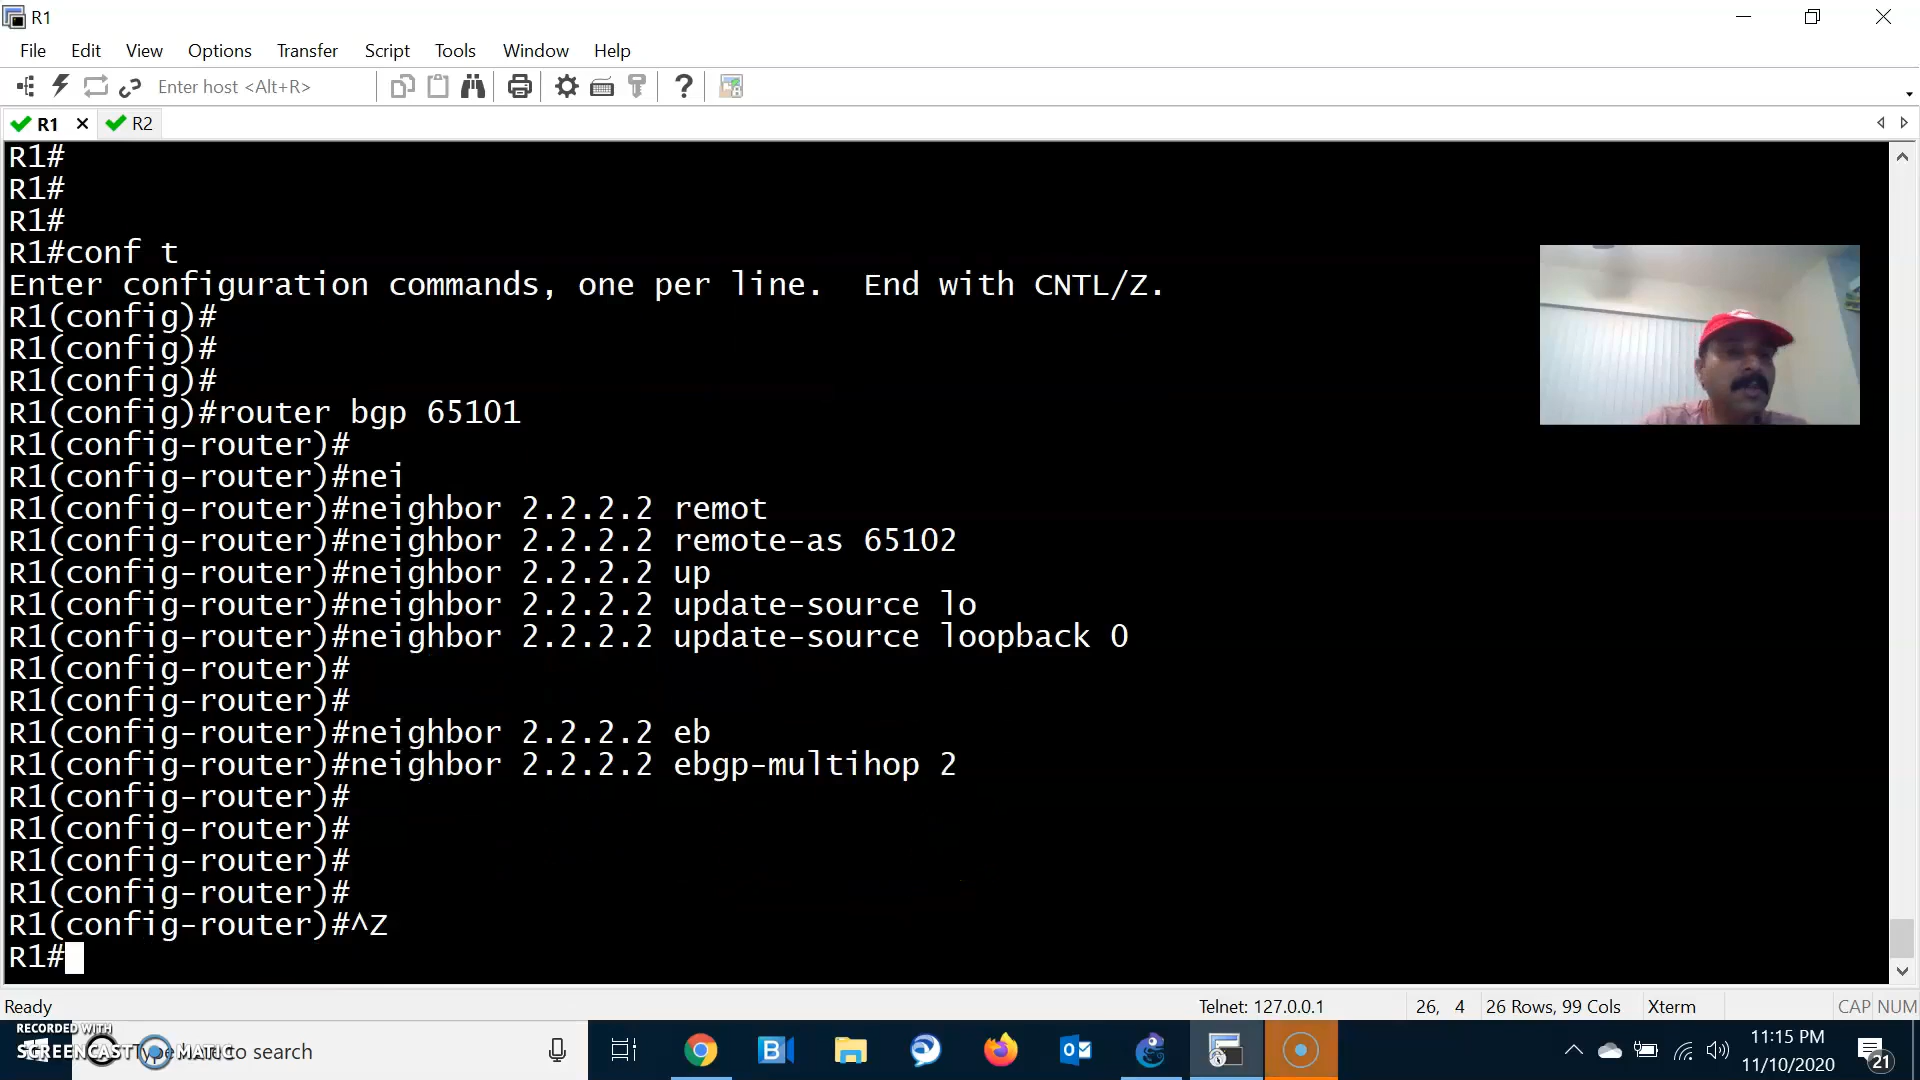 R1
File Edit View Options Transfer Script Tools Window Help
Enter host <Alt+R>
R1 R2
R1#
R1#
R1#
R1#conf t
Enter configuration commands, one per line.  End with CNTL/Z.
R1(config)#
R1(config)#
R1(config)#
R1(config)#router bgp 65101
R1(config-router)#
R1(config-router)#nei
R1(config-router)#neighbor 2.2.2.2 remot
R1(config-router)#neighbor 2.2.2.2 remote-as 65102
R1(config-router)#neighbor 2.2.2.2 up
R1(config-router)#neighbor 2.2.2.2 update-source lo
R1(config-router)#neighbor 2.2.2.2 update-source loopback 0
R1(config-router)#
R1(config-router)#
R1(config-router)#neighbor 2.2.2.2 eb
R1(config-router)#neighbor 2.2.2.2 ebgp-multihop 2
R1(config-router)#
R1(config-router)#
R1(config-router)#
R1(config-router)#
R1(config-router)#^Z
R1#
Ready Telnet: 127.0.0.1 26, 4 26 Rows, 99 Cols Xterm CAP NUM
RECORDED WITH
SCREENCAST MATIC
Type here to search
11:15 PM
11/10/2020
21